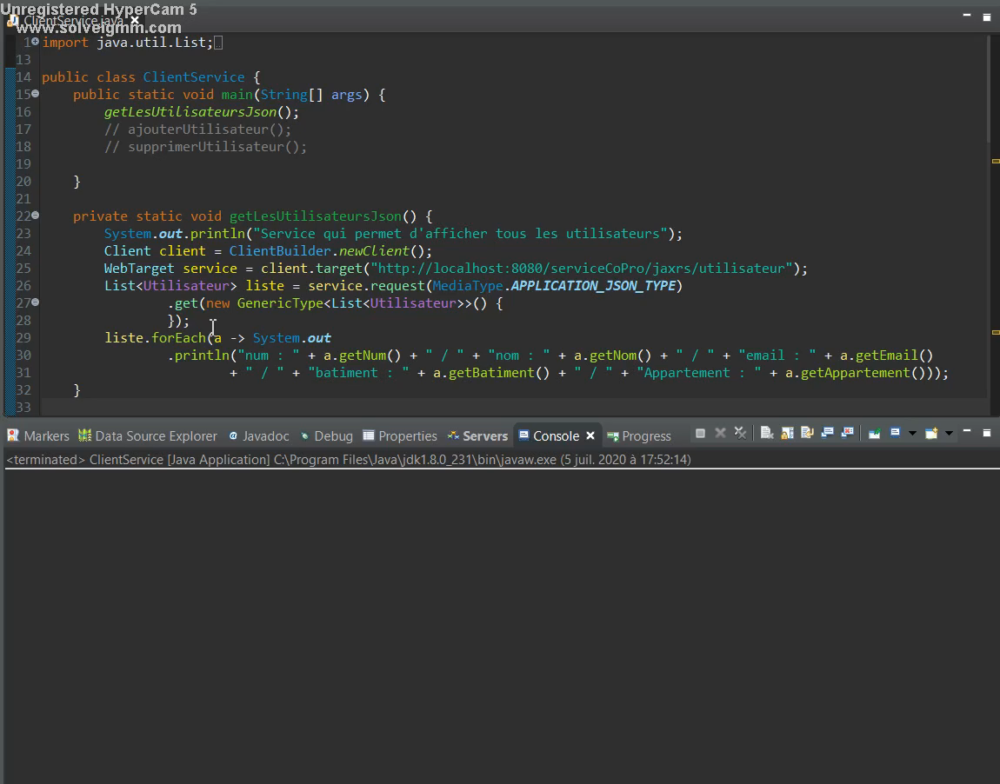 Unregistered HyperCam 5
ClientService.java
www.solveigmm.com
1 import java.util.List;
13
14 public class ClientService {
15 public static void main(String[] args) {
16 getLesUtilisateursJson();
17 // ajouterUtilisateur();
18 // supprimerUtilisateur();
19
20 }
21
22 private static void getLesUtilisateursJson() {
23 System.out.println("Service qui permet d'afficher tous les utilisateurs");
24 Client client = ClientBuilder.newClient();
25 WebTarget service = client.target("http://localhost:8080/serviceCoPro/jaxrs/utilisateur");
26 List<Utilisateur> liste = service.request(MediaType.APPLICATION_JSON_TYPE)
27 .get(new GenericType<List<Utilisateur>>() {
28 });
29 liste.forEach(a -> System.out
30 .println("num : " + a.getNum() + " / " + "nom : " + a.getNom() + " / " + "email : " + a.getEmail()
31 + " / " + "batiment : " + a.getBatiment() + " / " + "Appartement : " + a.getAppartement()));
32 }
33
Markers Data Source Explorer Javadoc Debug Properties Servers Console Progress
<terminated> ClientService [Java Application] C:\Program Files\Java\jdk1.8.0_231\bin\javaw.exe (5 juil. 2020 à 17:52:14)